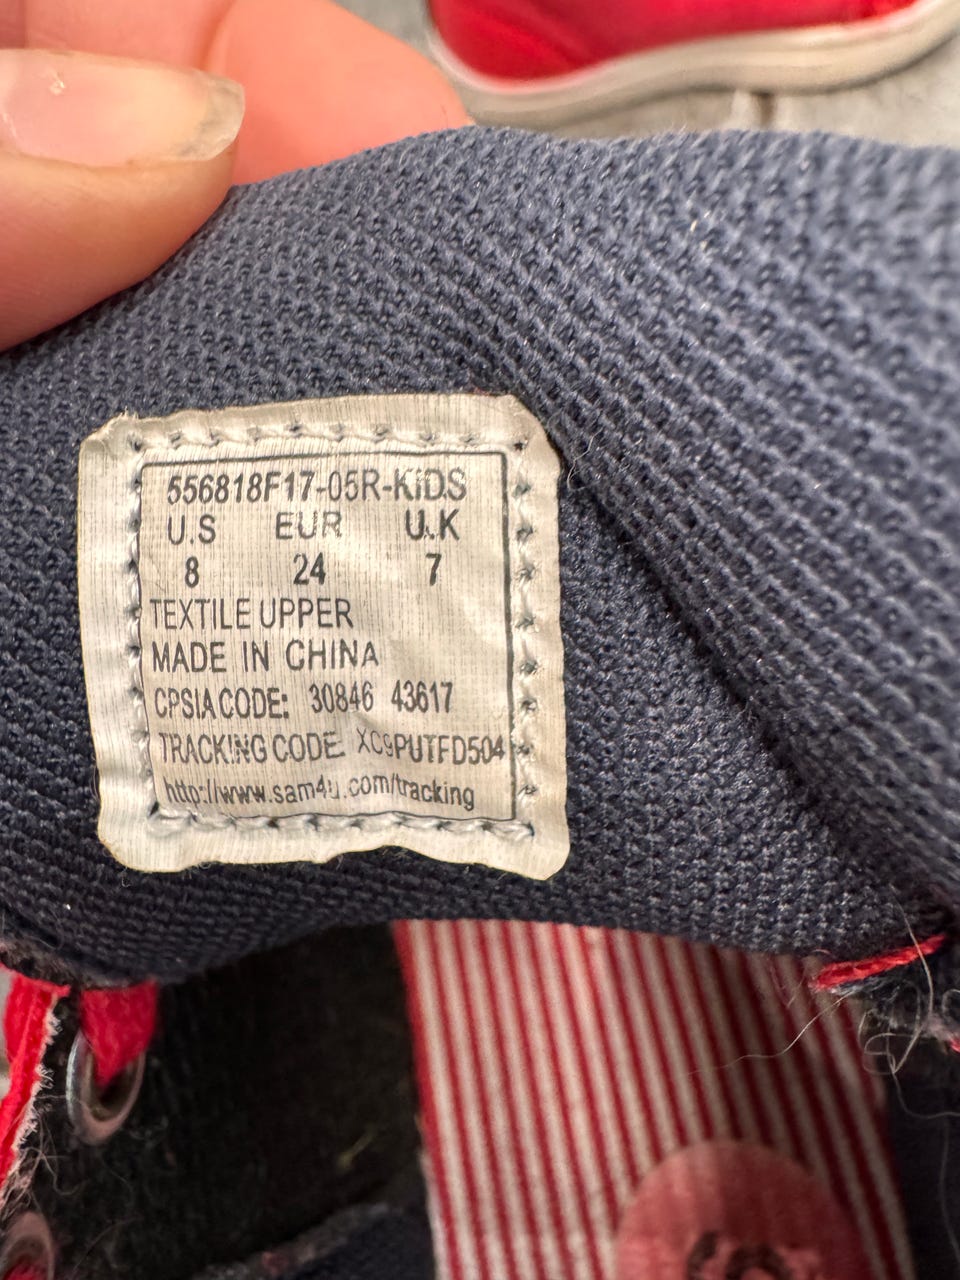 556818F17-05R-KIDS
U.S EUR U.K
8 24 7
TEXTILE UPPER
MADE IN CHINA
CPSIA CODE: 30846 43617
TRACKING CODE XC9PUTFD504
http://www.sam4u.com/tracking